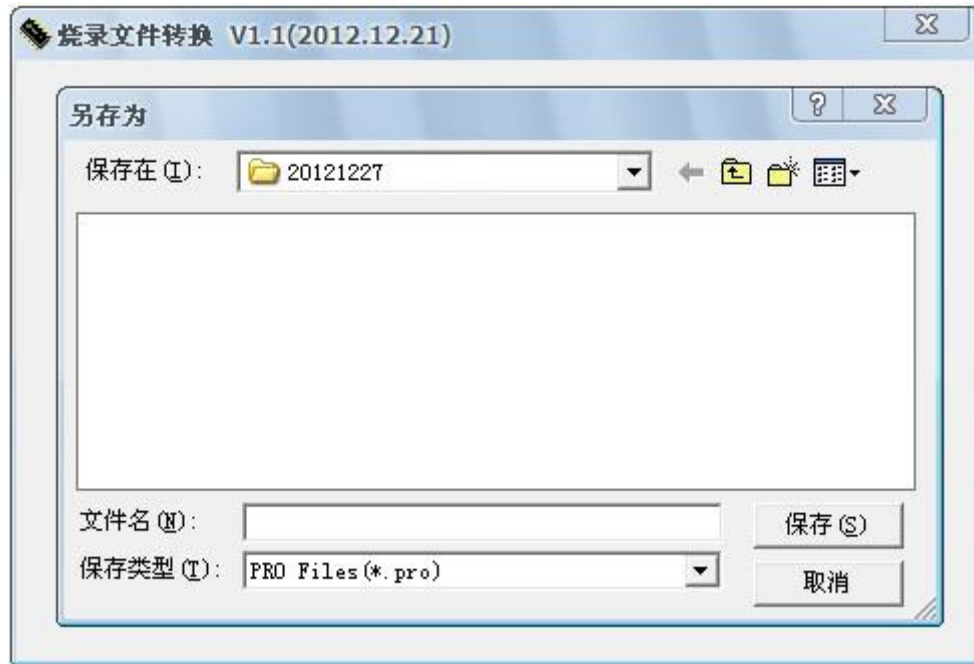 烧录文件转换 V1.1(2012.12.21)
另存为
保存在(I):
20121227
文件名(N):
保存(S)
保存类型(T):
PRO Files(*.pro)
取消